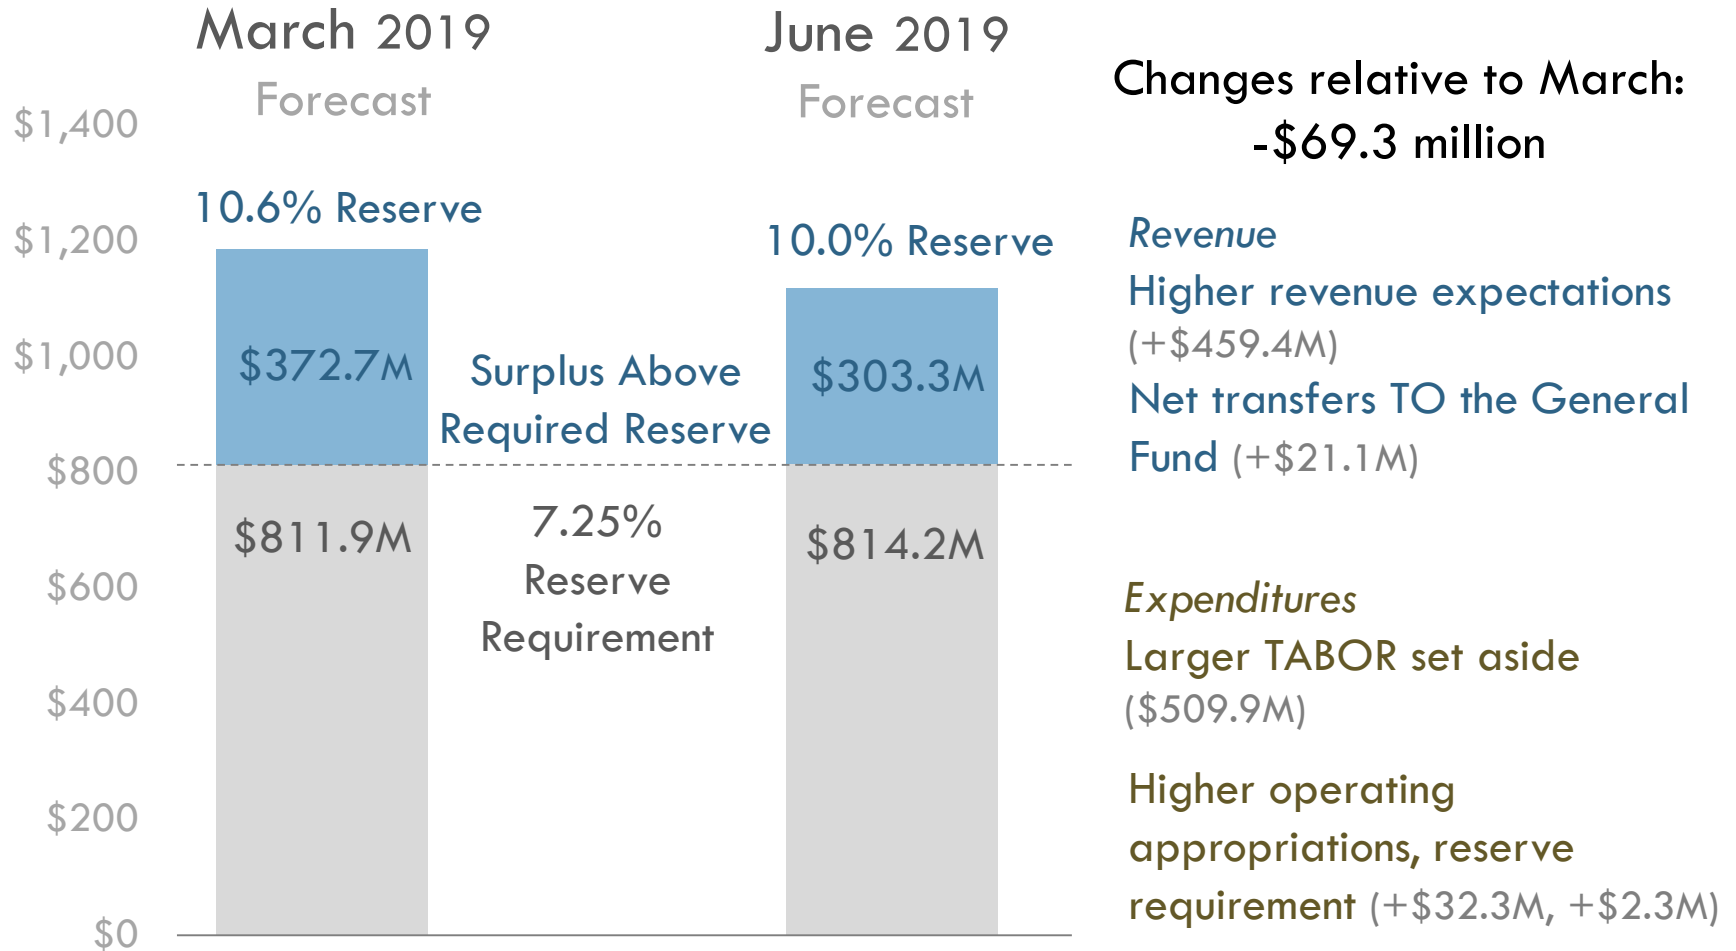 March 2019
Forecast
June 2019
Forecast
Changes relative to March:
-$69.3 million
$1,400
$1,200
$1,000
$800
$600
$400
$200
$0
10.6% Reserve
$372.7M
$811.9M
Surplus Above
Required Reserve
7.25%
Reserve
Requirement
10.0% Reserve
$303.3M
$814.2M
Revenue
Higher revenue expectations
(+$459.4M)
Net transfers TO the General
Fund (+$21.1M)
Expenditures
Larger TABOR set aside
($509.9M)
Higher operating
appropriations, reserve
requirement (+$32.3M, +$2.3M)